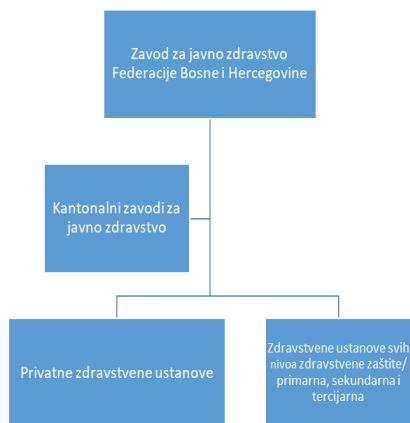 Zavod za javno zdravstvo
Federacije Bosne i Hercegovine
Kantonalni zavodi za
javno zdravstvo
Privatne zdravstvene ustanove
Zdravstvene ustanove svih
nivoa zdravstvene zaštite/
primarna, sekundarna i
tercijarna